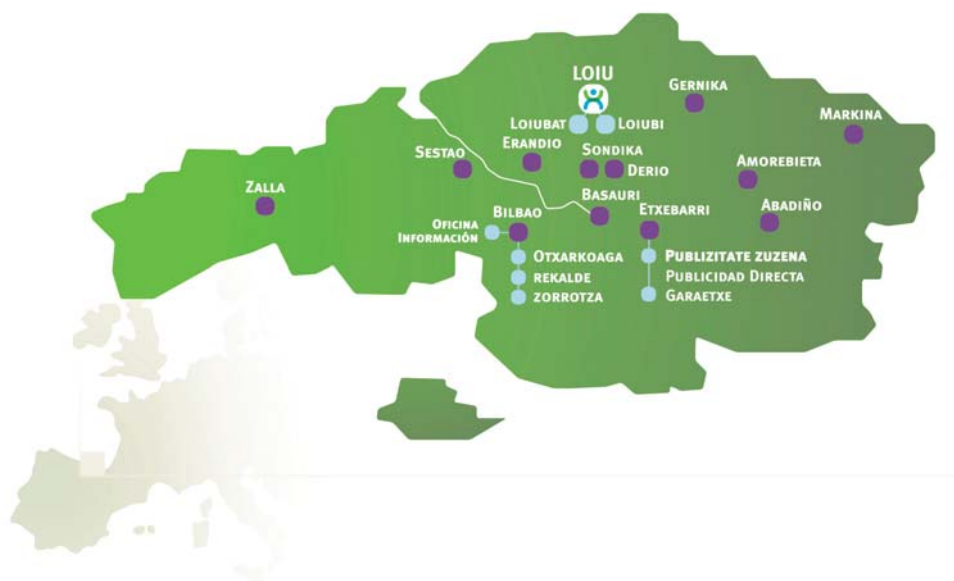 LOIU
GERNIKA
MARKINA
LOIUBAT
LOIUBI
ERANDIO
SONDIKA
SESTAO
DERIO
AMOREBIETA
ZALLA
BASAURI
ABADIÑO
BILBAO
ETXEBARRI
OFICINA
INFORMACIÓN
OTXARKOAGA
PUBLIZITATE ZUZENA
REKALDE
PUBLICIDAD DIRECTA
ZORROTZA
GARAETXE